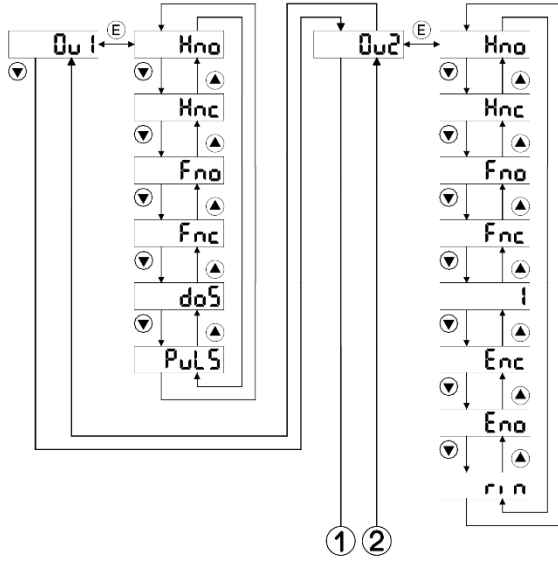 Ou1
E
Hno
Hnc
Fno
Fnc
doS
PuLS
Ou2
E
Hno
Hnc
Fno
Fnc
I
Enc
Eno
rin
1
2